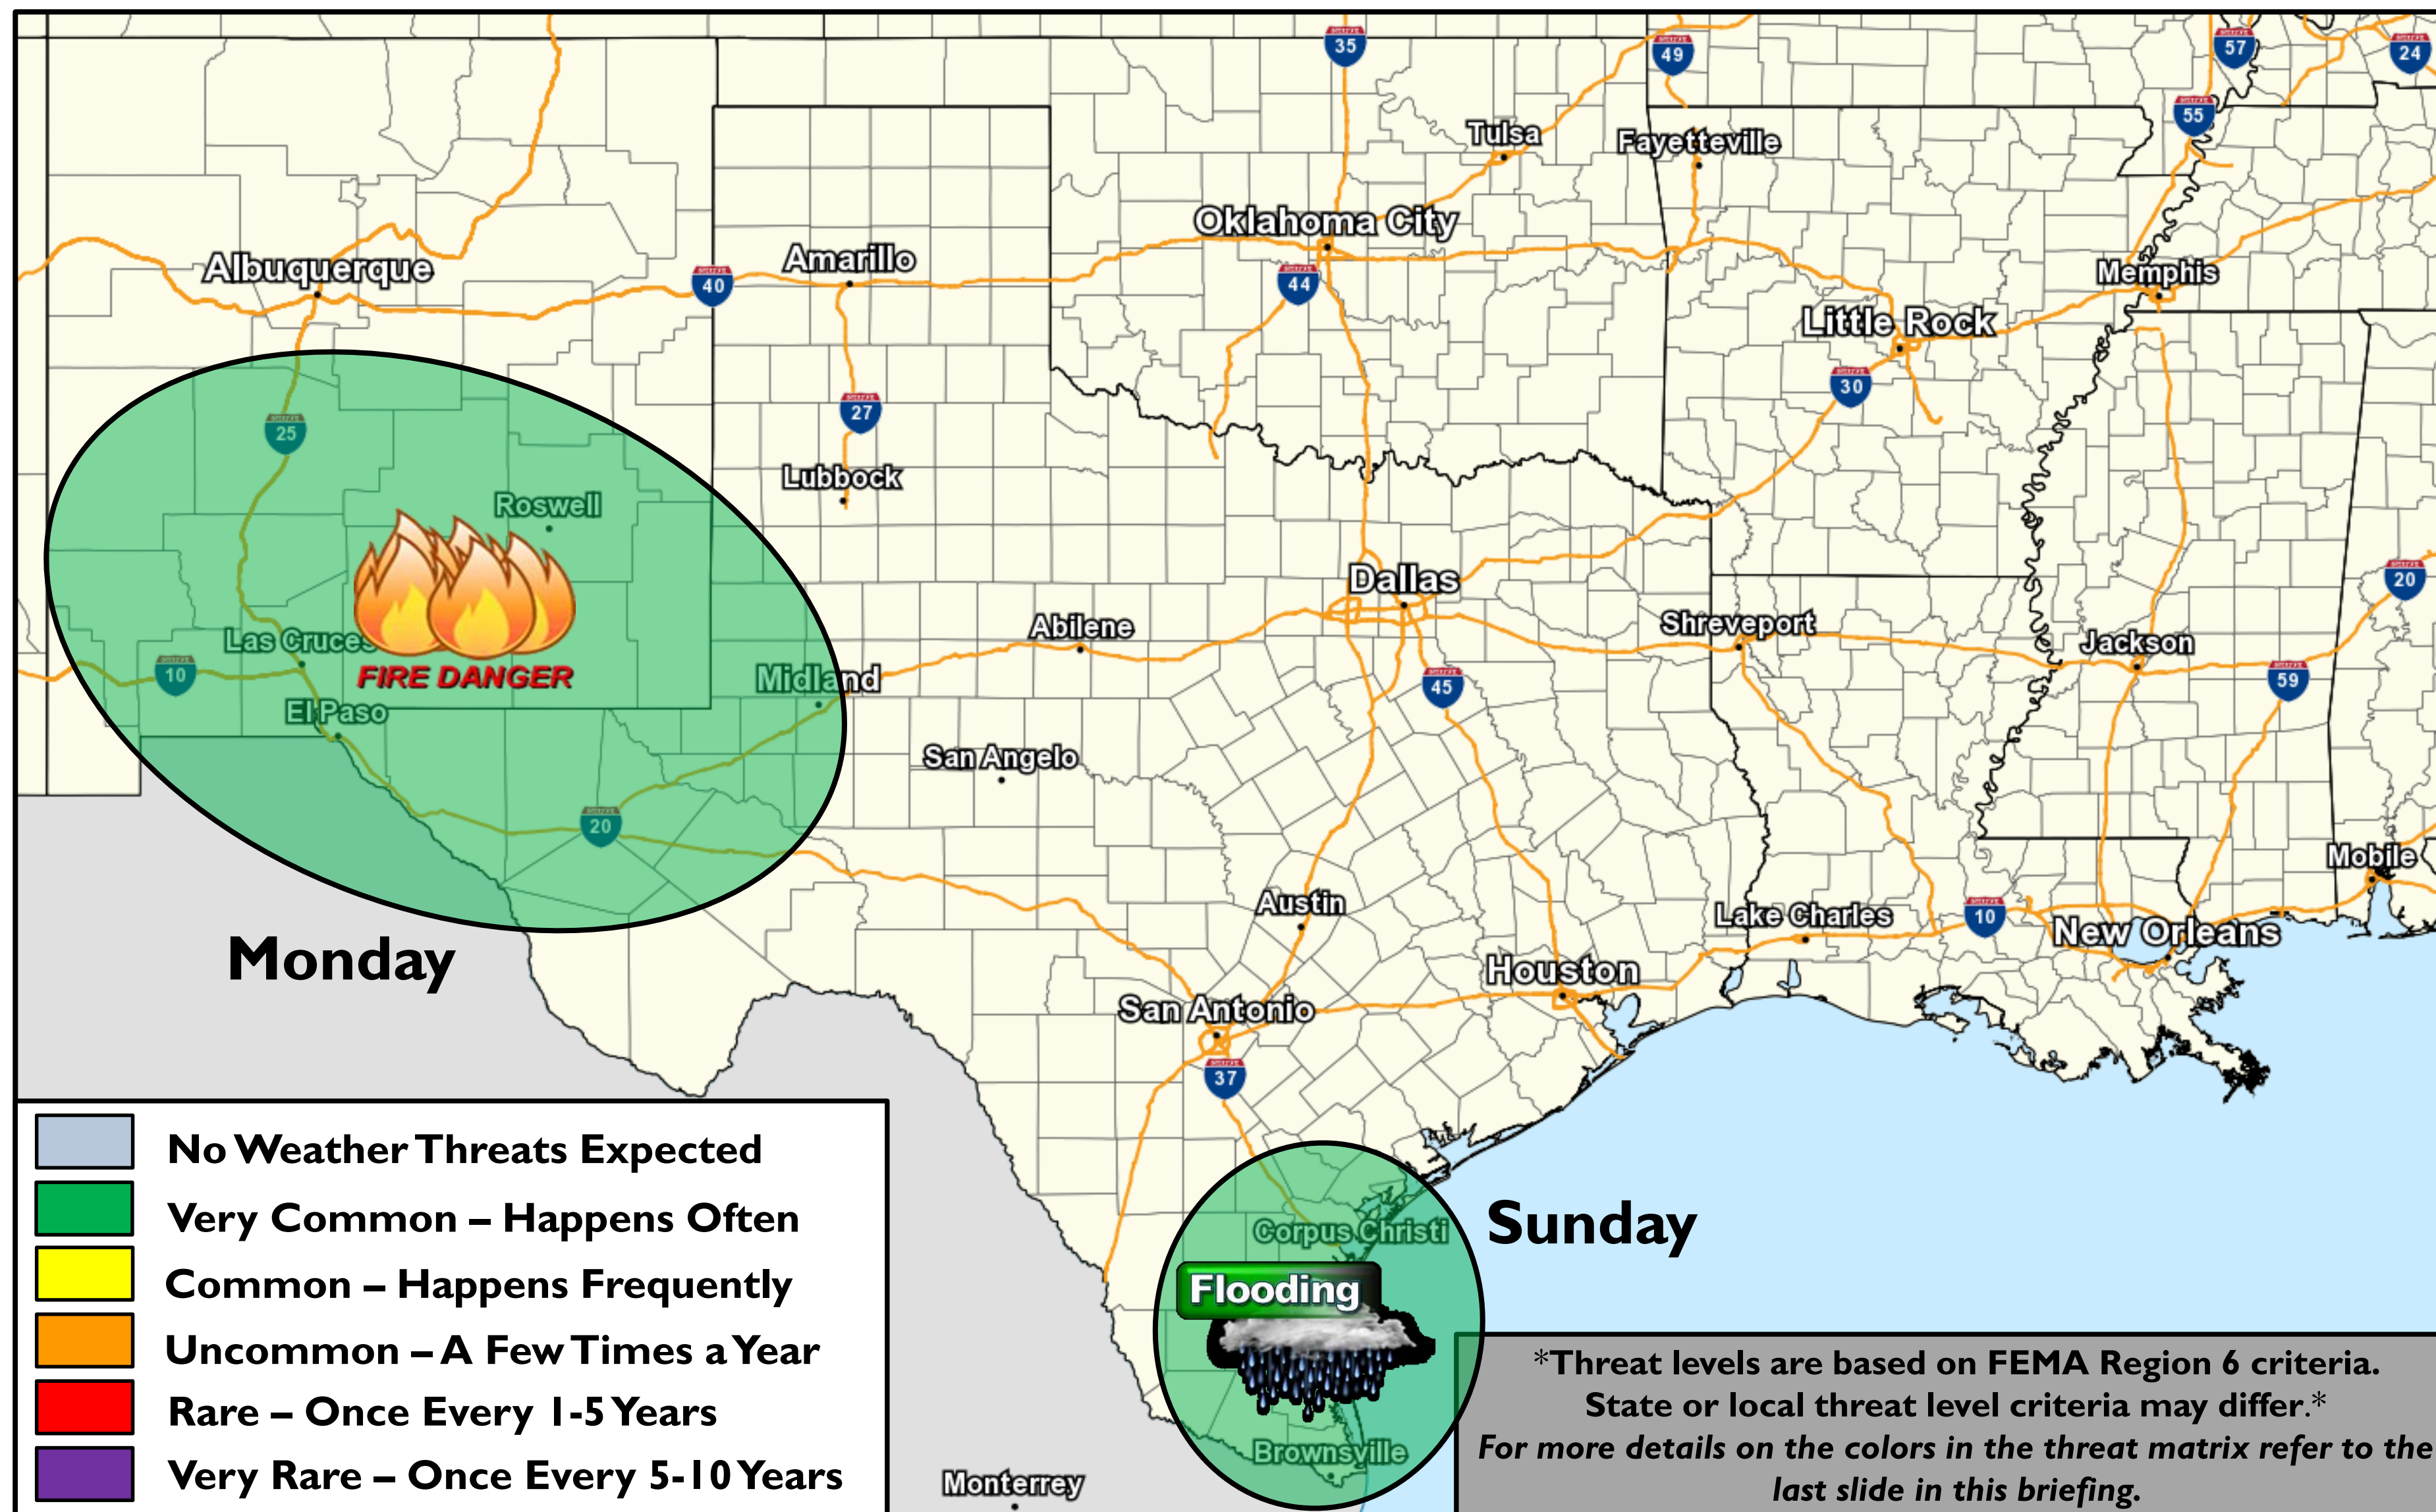 35
49
57
24
55
Tulsa
Fayetteville
Oklahoma City
Albuquerque
Amarillo
40
44
Memphis
Little Rock
30
27
25
Lubbock
Roswell
Dallas
20
Abilene
Shreveport
Jackson
Las Cruces
10
FIRE DANGER
Midland
45
59
El Paso
San Angelo
20
Mobile
Austin
Lake Charles
10
New Orleans
Monday
Houston
San Antonio
37
Corpus Christi
Sunday
Flooding
Brownsville
Monterrey
No Weather Threats Expected
Very Common – Happens Often
Common – Happens Frequently
Uncommon – A Few Times a Year
Rare – Once Every 1-5 Years
Very Rare – Once Every 5-10 Years
*Threat levels are based on FEMA Region 6 criteria.
State or local threat level criteria may differ.*
For more details on the colors in the threat matrix refer to the
last slide in this briefing.